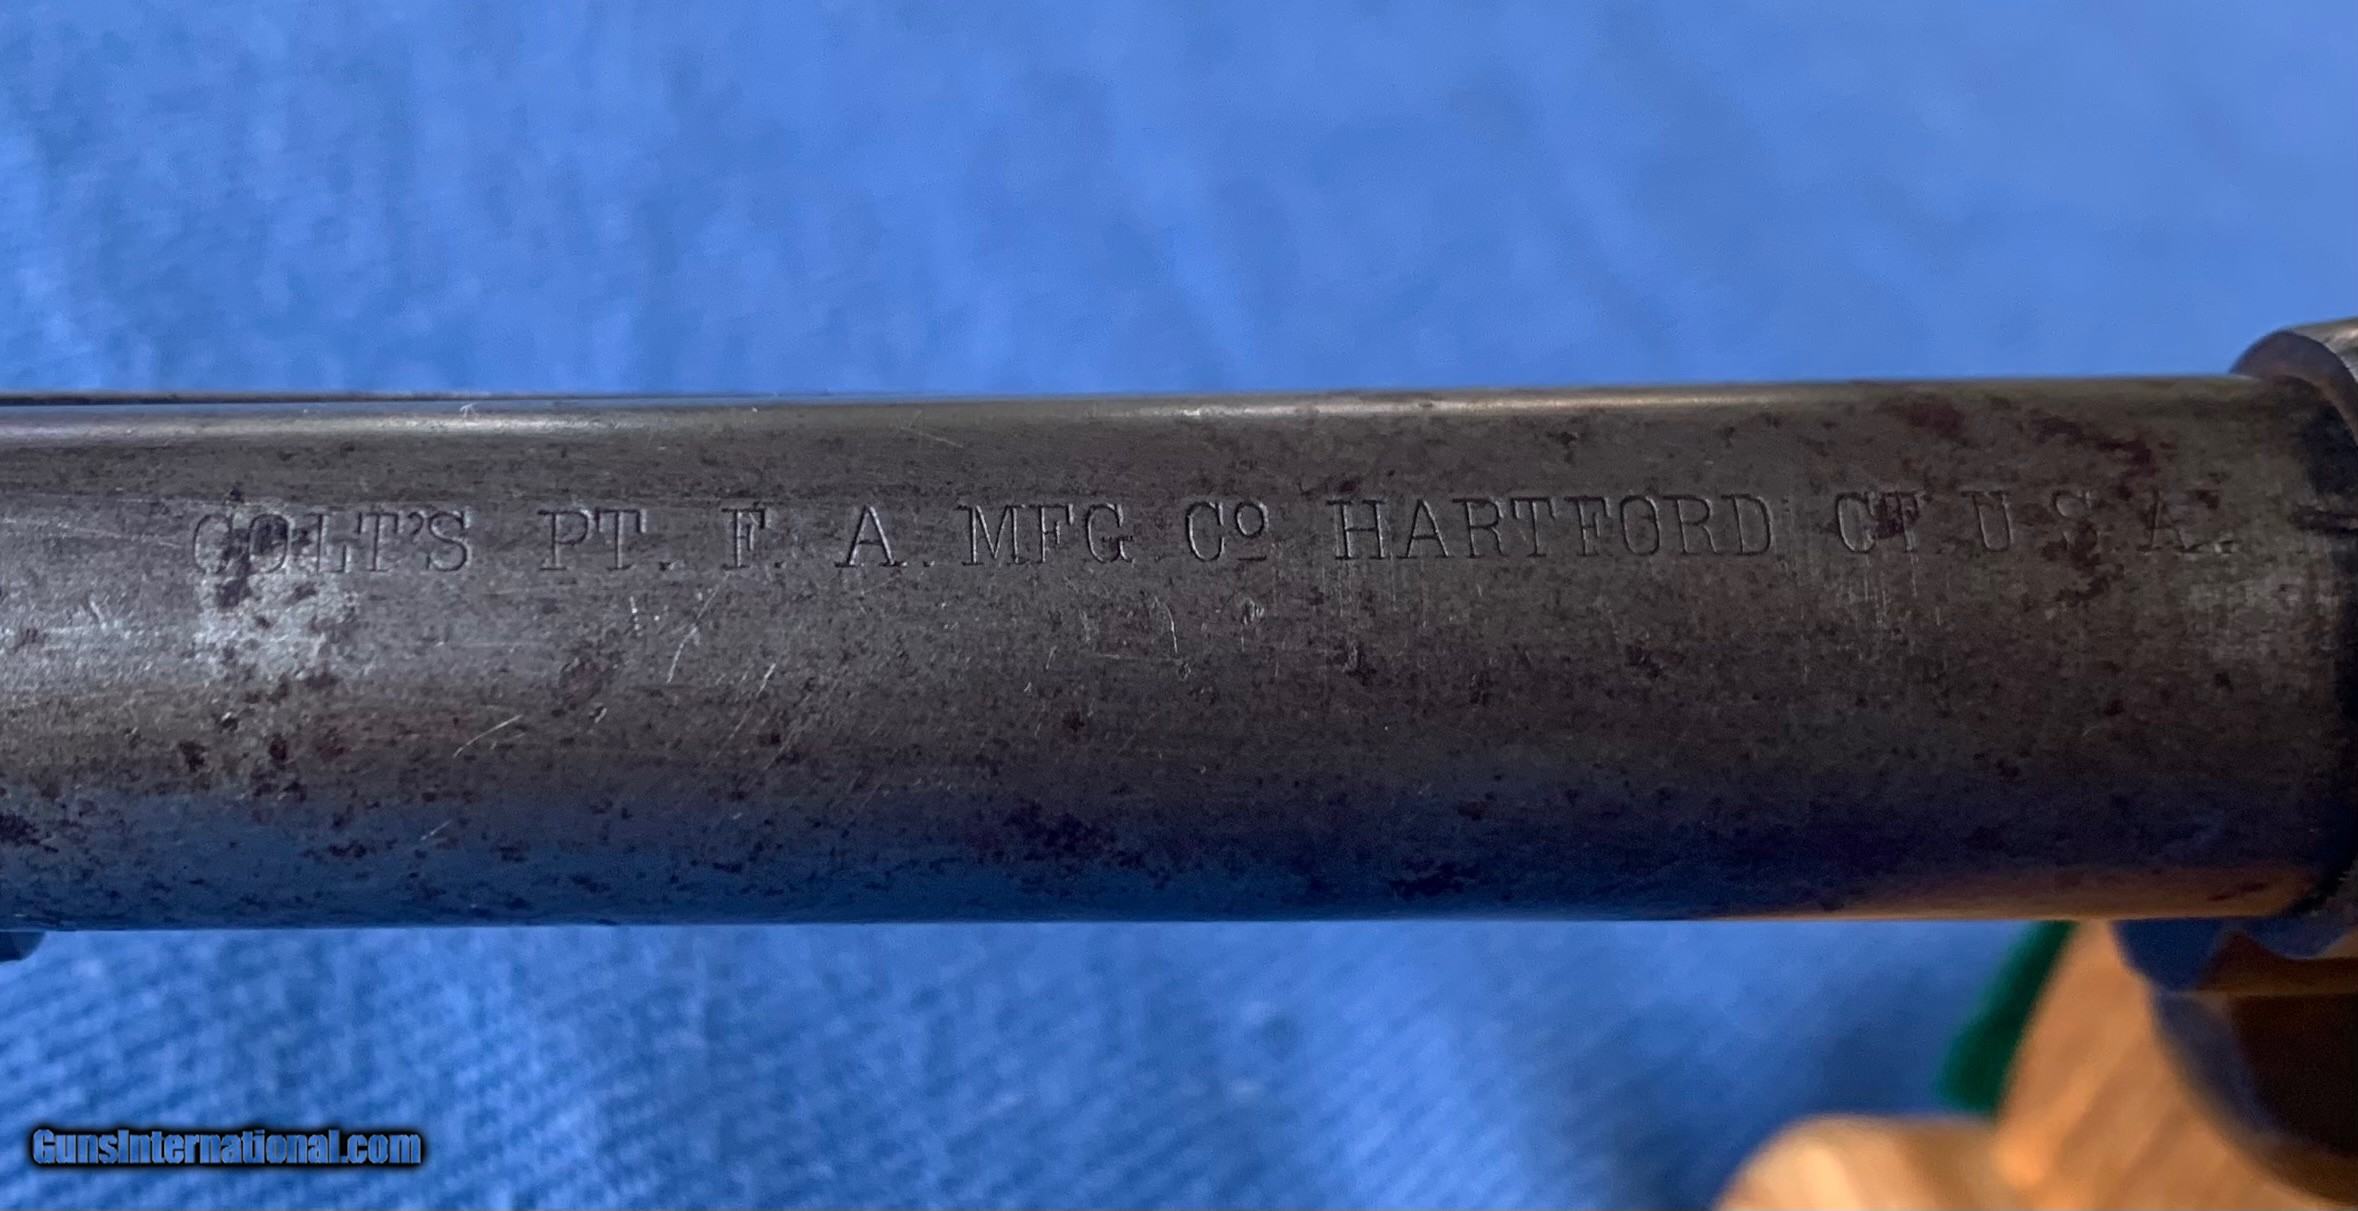 COLT'S PT. F. A. MFG. Cº HARTFORD CT. U.S.A.
GunsInternational.com